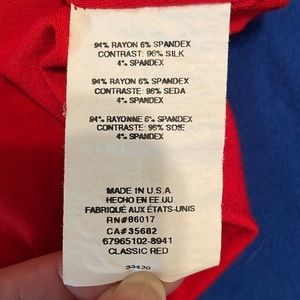 94% RAYON 6% SPANDEX
CONTRAST: 96% SILK
4% SPANDEX
94% RAYON 6% SPANDEX
CONTRASTE: 96% SEDA
4% SPANDEX
94% RAYONNE 6% SPANDEX
CONTRASTE: 96% SOIE
4% SPANDEX
MADE IN U.S.A
HECHO EN EE.UU
FABRIQUÉ AUX ÉTATS-UNIS
RN#86017
CA#35682
67965102-8941
CLASSIC RED